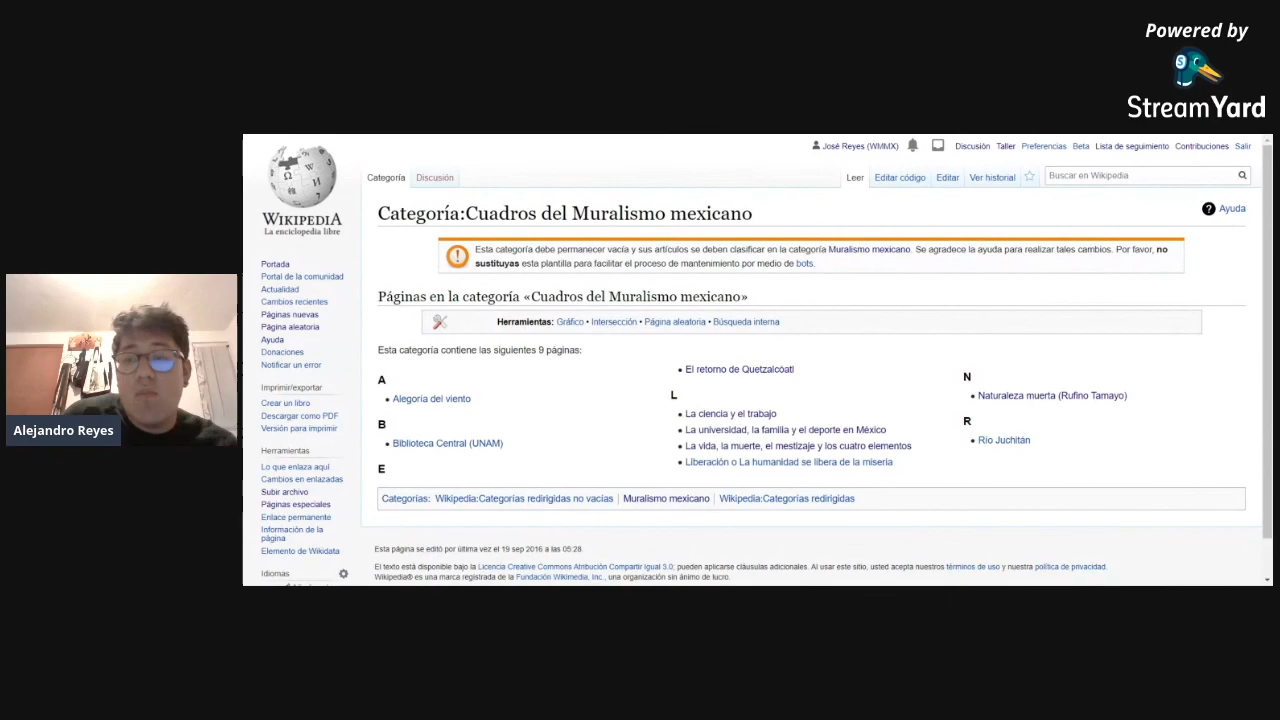 Powered by
StreamYard
José Reyes (WMMX) Discusión Taller Preferencias Beta Lista de seguimiento Contribuciones Salir
Categoría Discusión Leer Editar código Editar Ver historial Buscar en Wikipedia
WIKIPEDIA
La enciclopedia libre
Categoría:Cuadros del Muralismo mexicano
Ayuda
Esta categoría debe permanecer vacía y sus artículos se deben clasificar en la categoría Muralismo mexicano. Se agradece la ayuda para realizar tales cambios. Por favor, no
sustituyas esta plantilla para facilitar el proceso de mantenimiento por medio de bots.
Páginas en la categoría «Cuadros del Muralismo mexicano»
Herramientas: Gráfico • Intersección • Página aleatoria • Búsqueda interna
Esta categoría contiene las siguientes 9 páginas:
A
• Alegoría del viento
B
• Biblioteca Central (UNAM)
E
• El retorno de Quetzalcóatl
L
• La ciencia y el trabajo
• La universidad, la familia y el deporte en México
• La vida, la muerte, el mestizaje y los cuatro elementos
• Liberación o La humanidad se libera de la miseria
N
• Naturaleza muerta (Rufino Tamayo)
R
• Río Juchitán
Categorías: Wikipedia:Categorías redirigidas no vacías | Muralismo mexicano | Wikipedia:Categorías redirigidas
Esta página se editó por última vez el 19 sep 2016 a las 05:28.
El texto está disponible bajo la Licencia Creative Commons Atribución Compartir Igual 3.0; pueden aplicarse cláusulas adicionales. Al usar este sitio, usted acepta nuestros términos de uso y nuestra política de privacidad.
Wikipedia® es una marca registrada de la Fundación Wikimedia, Inc., una organización sin ánimo de lucro.
Portada
Portal de la comunidad
Actualidad
Cambios recientes
Páginas nuevas
Página aleatoria
Ayuda
Donaciones
Notificar un error
Imprimir/exportar
Crear un libro
Descargar como PDF
Versión para imprimir
Herramientas
Lo que enlaza aquí
Cambios en enlazadas
Subir archivo
Páginas especiales
Enlace permanente
Información de la
página
Elemento de Wikidata
Idiomas
Alejandro Reyes